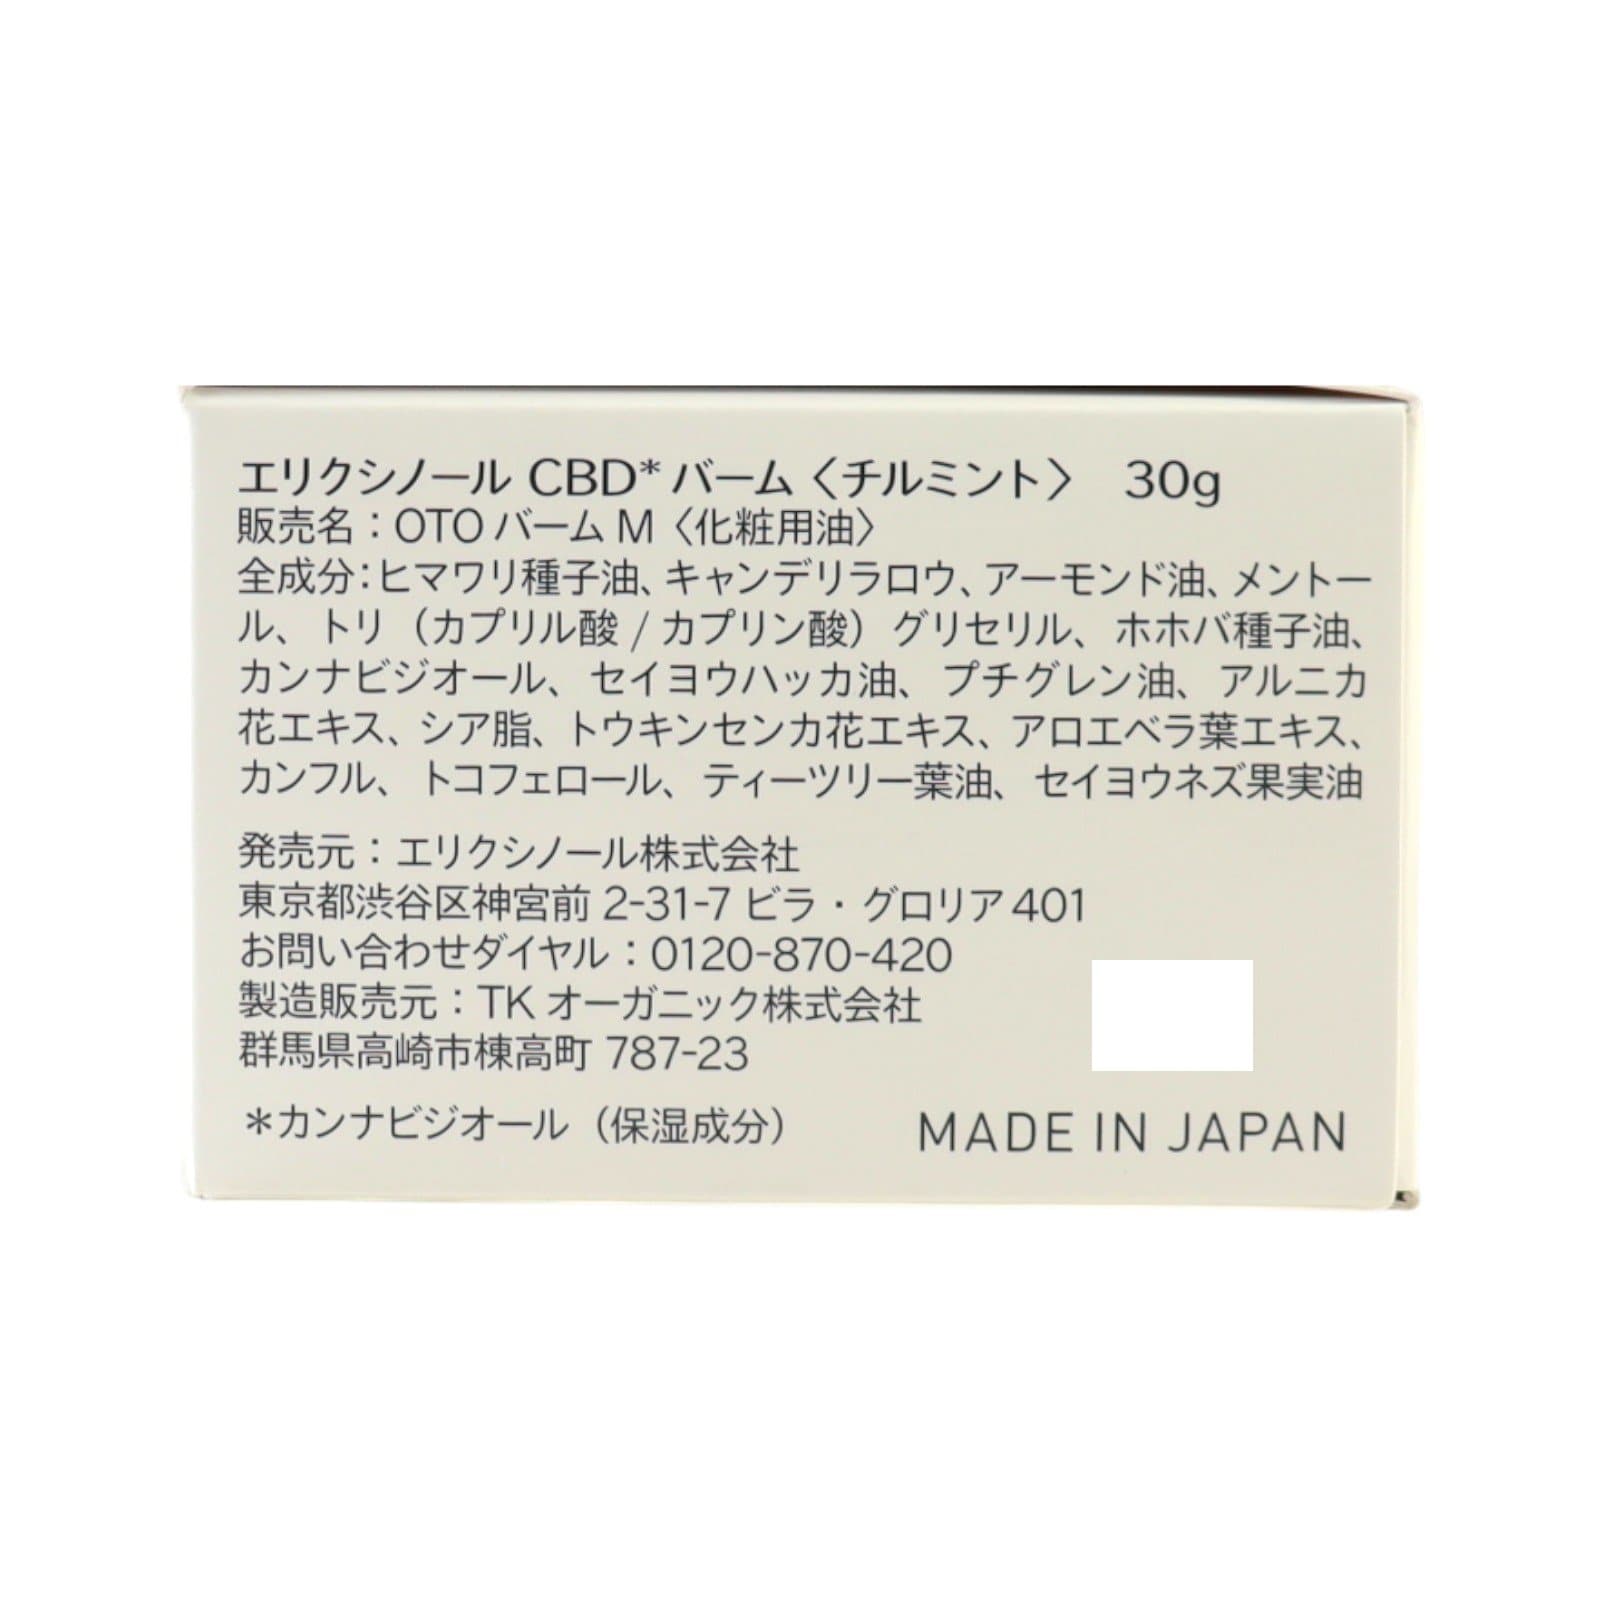 エリクシノール CBD* バーム〈チルミント〉 30g
販売名：OTO バーム M〈化粧用油〉
全成分：ヒマワリ種子油、キャンデリラロウ、アーモンド油、メントー
ル、トリ（カプリル酸 / カプリン酸）グリセリル、ホホバ種子油、
カンナビジオール、セイヨウハッカ油、プチグレン油、アルニカ
花エキス、シア脂、トウキンセンカ花エキス、アロエベラ葉エキス、
カンフル、トコフェロール、ティーツリー葉油、セイヨウネズ果実油
発売元：エリクシノール株式会社
東京都渋谷区神宮前 2-31-7 ビラ・グロリア401
お問い合わせダイヤル：0120-870-420
製造販売元：TK オーガニック株式会社
群馬県高崎市棟高町 787-23
*カンナビジオール（保湿成分）
MADE IN JAPAN